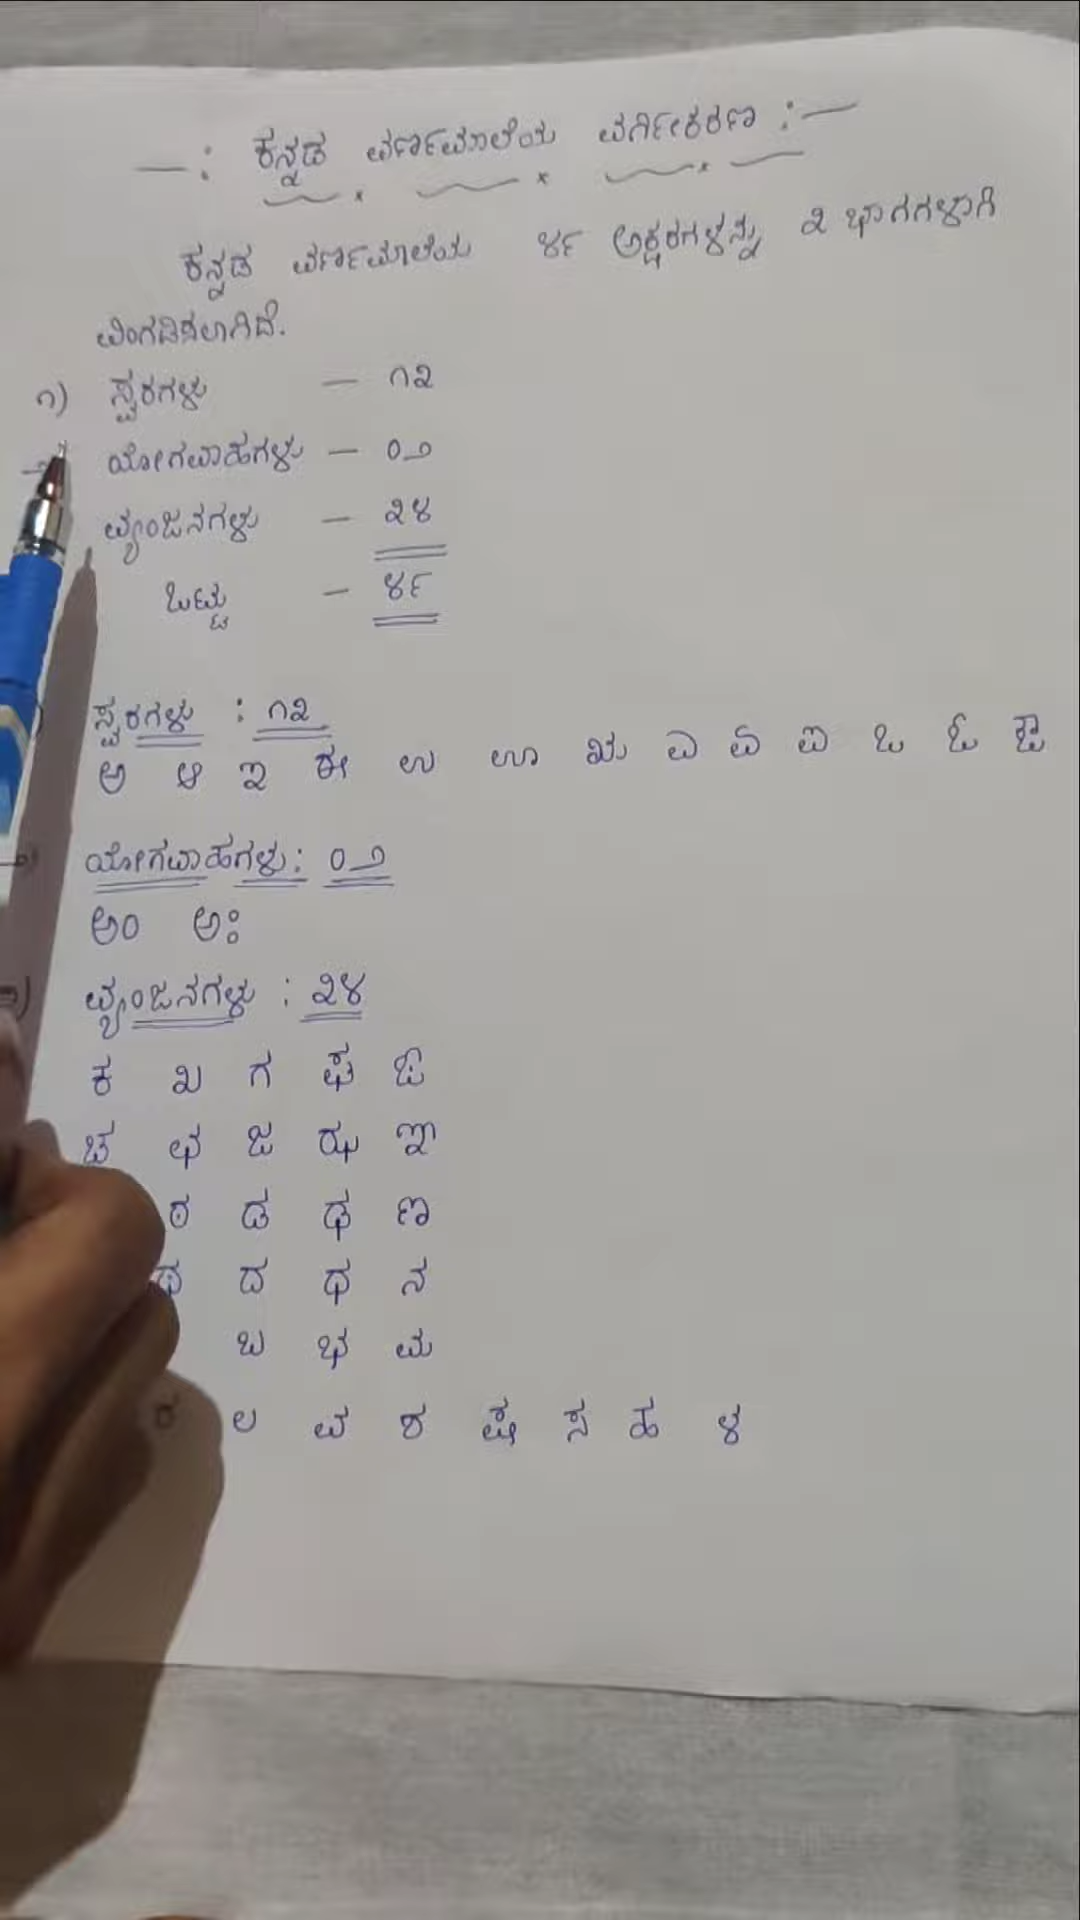 —: ಕನ್ನಡ ವರ್ಣಮಾಲೆಯ ವರ್ಗೀಕರಣ :—
ಕನ್ನಡ ವರ್ಣಮಾಲೆಯ ೪೯ ಅಕ್ಷರಗಳನ್ನು ೩ ಭಾಗಗಳಾಗಿ
ವಿಂಗಡಿಸಲಾಗಿದೆ.
೧) ಸ್ವರಗಳು — ೧೩
ಯೋಗವಾಹಗಳು — ೦೨
ವ್ಯಂಜನಗಳು — ೩೪
ಒಟ್ಟು — ೪೯
ಸ್ವರಗಳು : ೧೩
ಅ ಆ ಇ ಈ ಉ ಊ ಋ ಎ ಏ ಐ ಒ ಓ ಔ
ಯೋಗವಾಹಗಳು: ೦೨
ಅಂ ಅಃ
ವ್ಯಂಜನಗಳು : ೩೪
ಕ ಖ ಗ ಘ ಙ
ಚ ಛ ಜ ಝ ಞ
ಠ ಡ ಢ ಣ
ಥ ದ ಧ ನ
ಬ ಭ ಮ
ರ ಲ ವ ಶ ಷ ಸ ಹ ಳ